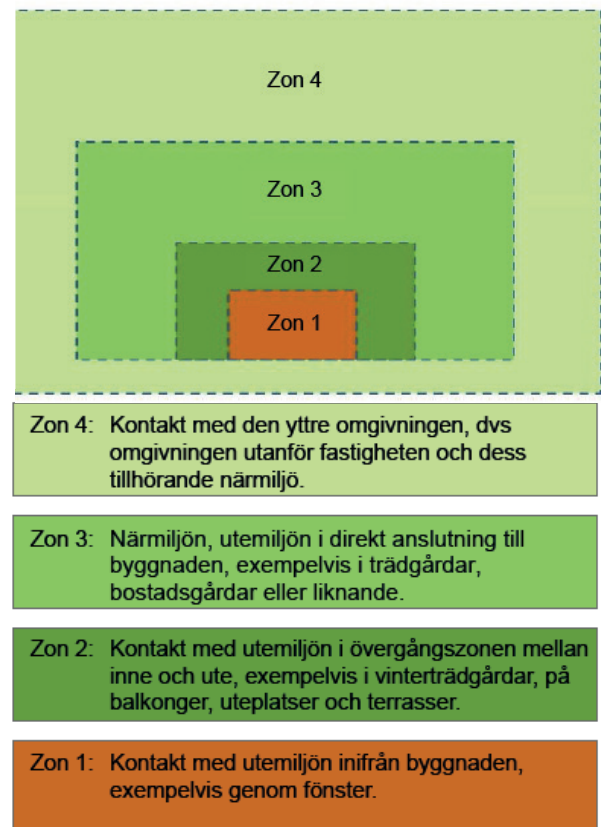 Zon 4
Zon 3
Zon 2
Zon 1
Zon 4: Kontakt med den yttre omgivningen, dvs
omgivningen utanför fastigheten och dess
tillhörande närmiljö.
Zon 3: Närmiljön, utemiljön i direkt anslutning till
byggnaden, exempelvis i trädgårdar,
bostadsgårdar eller liknande.
Zon 2: Kontakt med utemiljön i övergångszonen mellan
inne och ute, exempelvis i vinterträdgårdar, på
balkonger, uteplatser och terrasser.
Zon 1: Kontakt med utemiljön inifrån byggnaden,
exempelvis genom fönster.